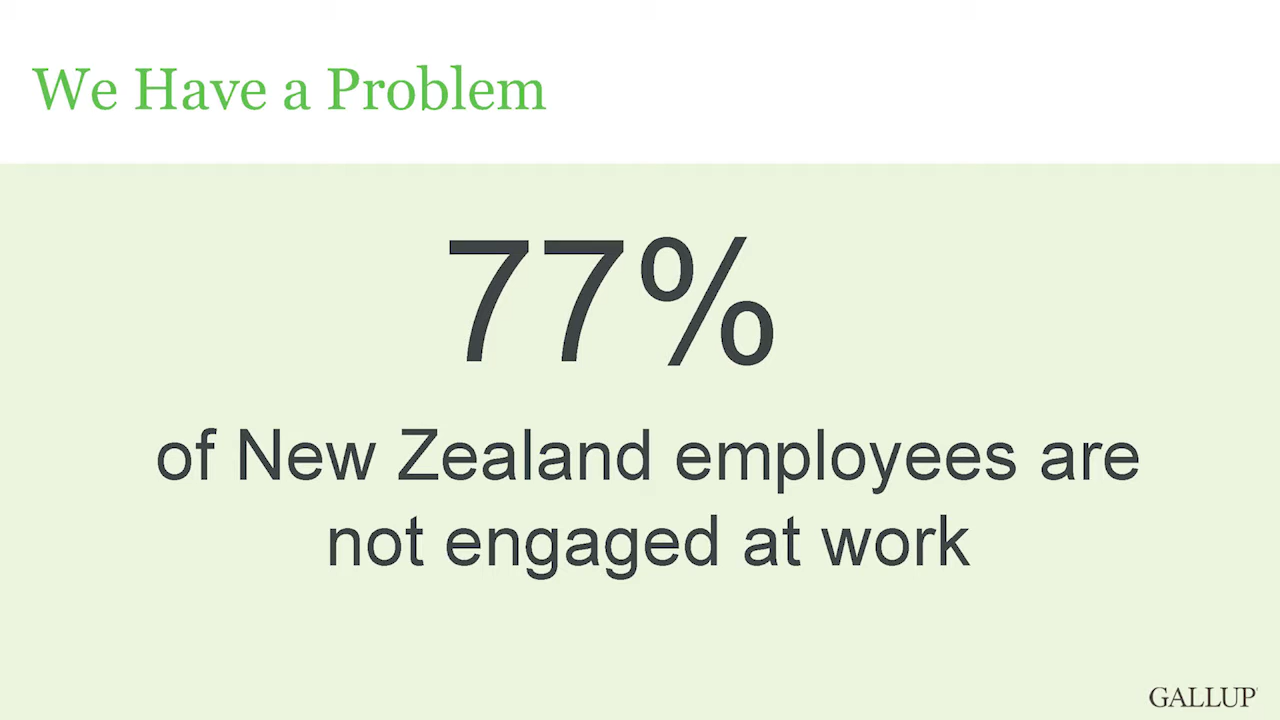 We Have a Problem
77%
of New Zealand employees are
not engaged at work
GALLUP